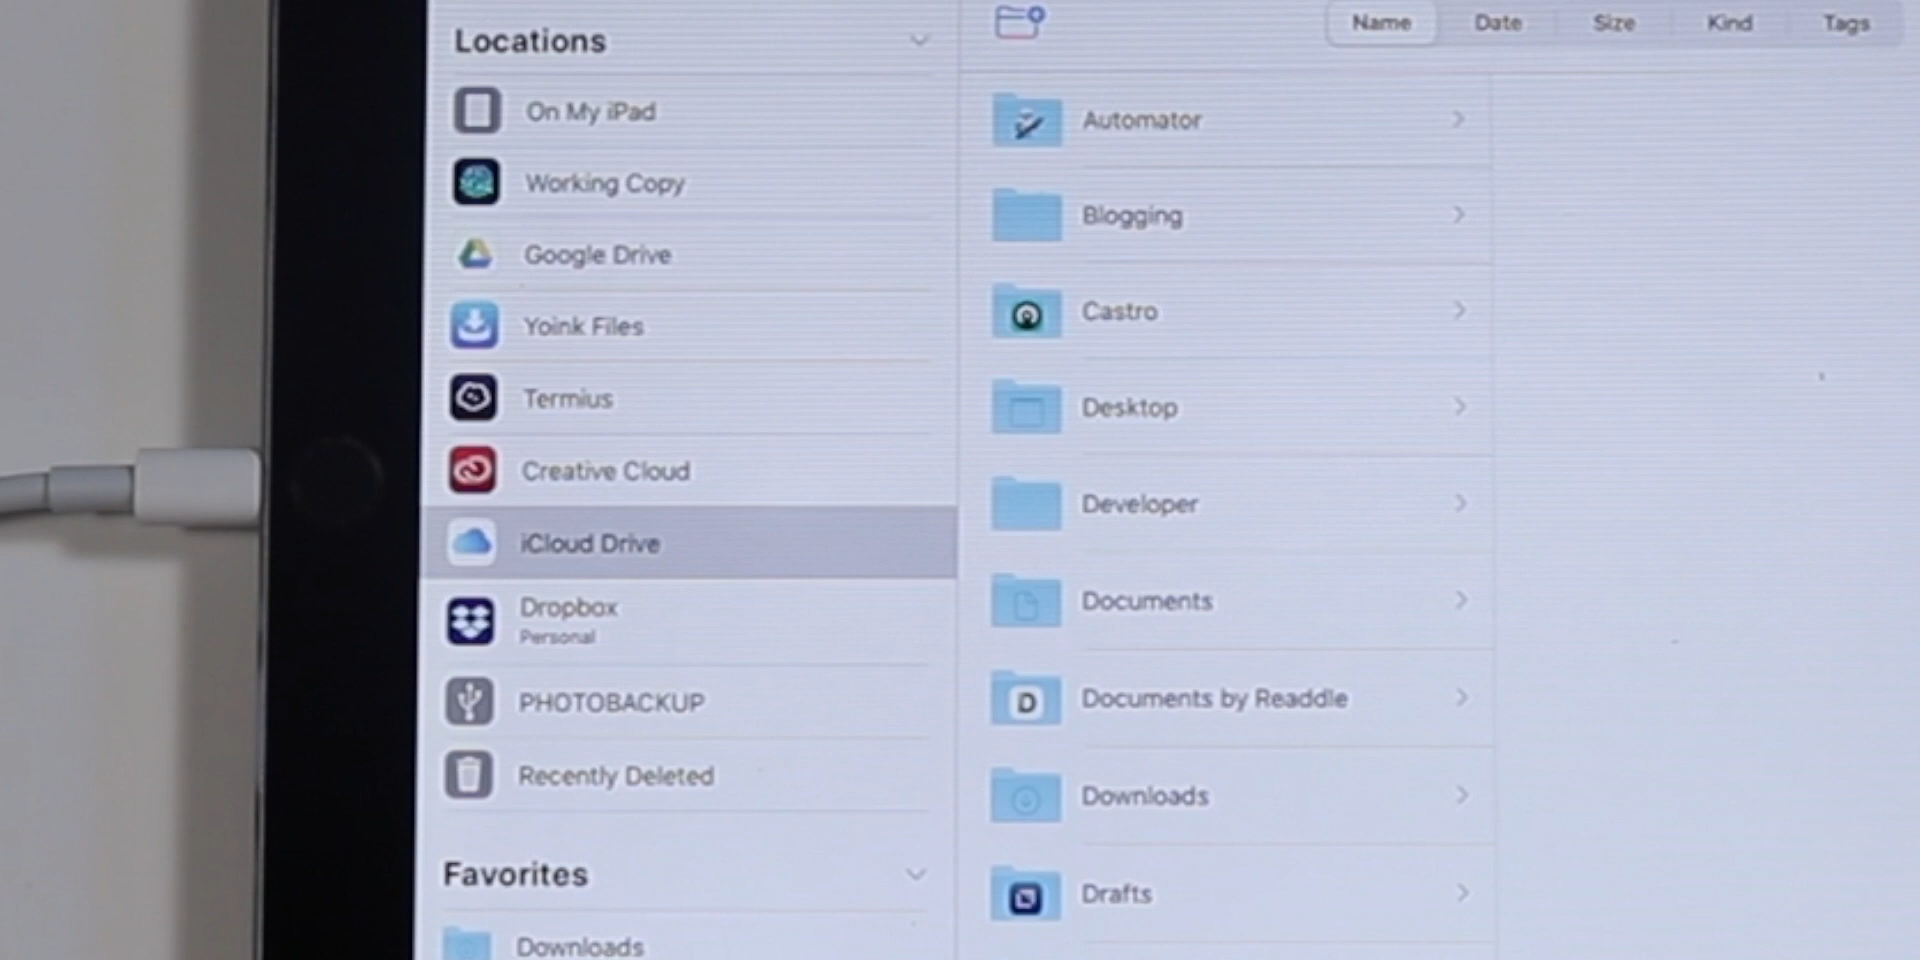 Locations
On My iPad
Working Copy
Google Drive
Yoink Files
Termius
Creative Cloud
iCloud Drive
Dropbox
Personal
PHOTOBACKUP
Recently Deleted
Favorites
Downloads
Name Date Size Kind Tags
Automator
Blogging
Castro
Desktop
Developer
Documents
D
Documents by Readdle
Downloads
Drafts